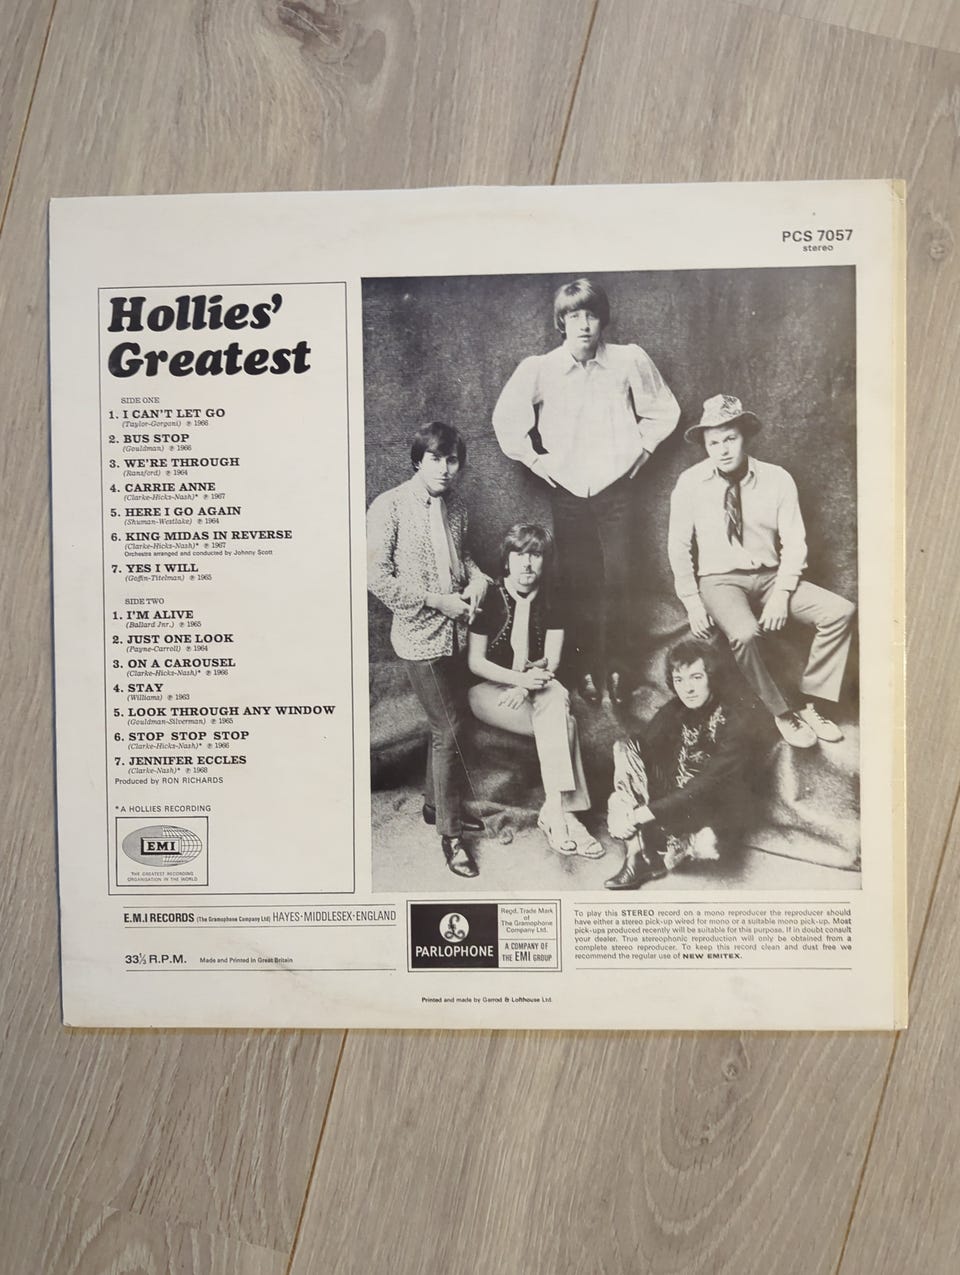 PCS 7057
stereo
Hollies'
Greatest
SIDE ONE
1. I CAN'T LET GO
(Taylor-Gorgoni) ℗ 1966
2. BUS STOP
(Gouldman) ℗ 1966
3. WE'RE THROUGH
(Ransford) ℗ 1964
4. CARRIE ANNE
(Clarke-Hicks-Nash)* ℗ 1967
5. HERE I GO AGAIN
(Shuman-Westlake) ℗ 1964
6. KING MIDAS IN REVERSE
(Clarke-Hicks-Nash)* ℗ 1967
Orchestra arranged and conducted by Johnny Scott
7. YES I WILL
(Goffin-Titelman) ℗ 1965
SIDE TWO
1. I'M ALIVE
(Ballard Jnr.) ℗ 1965
2. JUST ONE LOOK
(Payne-Carroll) ℗ 1964
3. ON A CAROUSEL
(Clarke-Hicks-Nash)* ℗ 1966
4. STAY
(Williams) ℗ 1963
5. LOOK THROUGH ANY WINDOW
(Gouldman-Silverman) ℗ 1965
6. STOP STOP STOP
(Clarke-Hicks-Nash)* ℗ 1966
7. JENNIFER ECCLES
(Clarke-Nash)* ℗ 1968
Produced by RON RICHARDS
*A HOLLIES RECORDING
EMI
THE GREATEST RECORDING
ORGANISATION IN THE WORLD
E.M.I RECORDS (The Gramophone Company Ltd) HAYES·MIDDLESEX·ENGLAND
33⅓ R.P.M. Made and Printed in Great Britain
£
PARLOPHONE
Regd. Trade Mark
of
The Gramophone
Company Ltd.
A COMPANY OF
THE EMI GROUP
To play this STEREO record on a mono reproducer the reproducer should
have either a stereo pick-up wired for mono or a suitable mono pick-up. Most
pick-ups produced recently will be suitable for this purpose. If in doubt consult
your dealer. True stereophonic reproduction will only be obtained from a
complete stereo reproducer. To keep this record clean and dust free we
recommend the regular use of NEW EMITEX.
Printed and made by Garrod & Lofthouse Ltd.